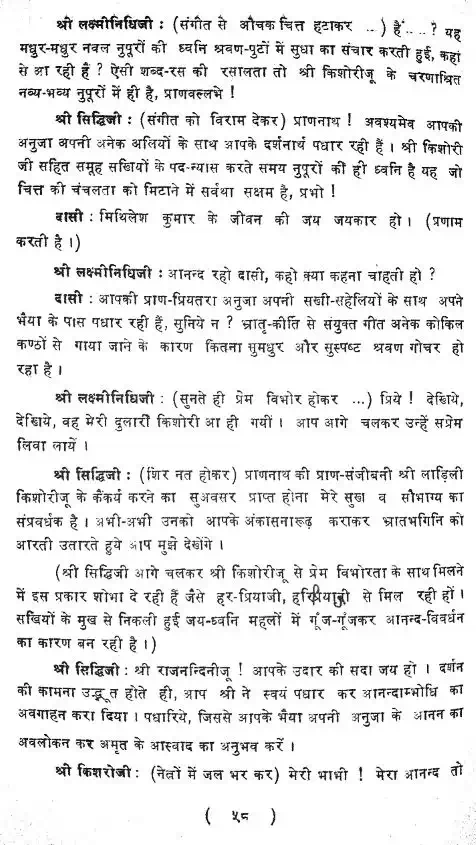 श्री लक्ष्मीनिधिजी : (संगीत से औचक चित्त हटाकर ...) हैं....? यह
मधुर-मधुर नवल नुपूरों की ध्वनि श्रवण-पुटों में सुधा का संचार करती हुई, कहां
से आ रही हैं ? ऐसी शब्द-रस की रसालता तो श्री किशोरीजू के चरणाश्रित
नव्य-भव्य नुपूरों में ही है, प्राणवल्लभे !
श्री सिद्धिजी : (संगीत को विराम देकर) प्राणनाथ ! अवश्यमेव आपकी
अनुजा अपनी अनेक अलियों के साथ आपके दर्शनार्थ पधार रही हैं । श्री किशोरी
जी सहित समूह सखियों के पद-न्यास करते समय नुपूरों की ही ध्वनि है यह जो
चित्त की चंचलता को मिटाने में सर्वथा सक्षम है, प्रभो !
दासी : मिथिलेश कुमार के जीवन की जय जयकार हो । (प्रणाम
करती है ।)
श्री लक्ष्मीनिधिजी : आनन्द रहो दासी, कहो क्या कहना चाहती हो ?
दासी : आपकी प्राण-प्रियतरा अनुजा अपनी सखी-सहेलियों के साथ अपने
भैया के पास पधार रही हैं, सुनिये न ? भ्रातृ-कीर्ति से संयुक्त गीत अनेक कोकिल
कण्ठों से गाया जाने के कारण कितना सुमधुर और सुस्पष्ट श्रवण गोचर हो
रहा है ।
श्री लक्ष्मीनिधिजी : (सुनते ही प्रेम विभोर होकर ...) प्रिये ! देखिये,
देखिये, वह मेरी दुलारी किशोरी आ ही गयीं । आप आगे चलकर उन्हें सप्रेम
लिवा लायें ।
श्री सिद्धिजी : (शिर नत होकर) प्राणनाथ की प्राण-संजीबनी श्री लाड़िली
किशोरीजू के कैंकर्य करने का सुअवसर प्राप्त होना मेरे सुख व सौभाग्य का
संप्रवर्धक है । अभी-अभी उनको आपके अंकासनारूढ़ कराकर भ्रातभगिनि को
आरती उतारते हुये आप मुझे देखेंगे ।
(श्री सिद्धिजी आगे चलकर श्री किशोरीजू से प्रेम विभोरता के साथ मिलने
में इस प्रकार शोभा दे रही हैं जैसे हर-प्रियाजी, से मिल रही हों ।
सखियों के मुख से निकली हुई जय-ध्वनि महलों में गूंज-गूंजकर आनन्द-विवर्धन
का कारण बन रही है ।)
श्री सिद्धिजी : श्री राजनन्दिनीजू ! आपके उदार की सदा जय हो । दर्शन
की कामना उद्भूत होते ही, आप श्री ने स्वयं पधार कर आनन्दाम्भोधि का
अवगाहन करा दिया । पधारिये, जिससे आपके भैया अपनी अनुजा के आनन का
अवलोकन कर अमृत के आस्वाद का अनुभव करें ।
श्री किशरोजी : (नेत्नों में जल भर कर) मेरी भाभी ! मेरा आनन्द तो
( ५८ )